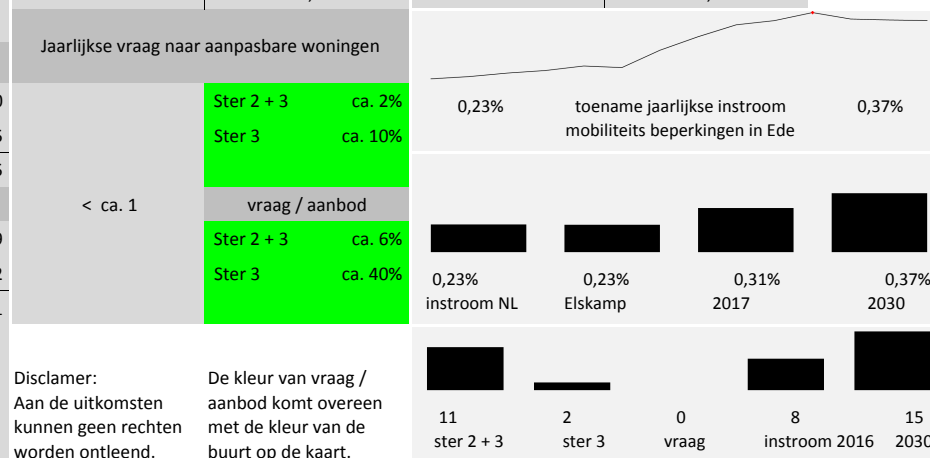 Jaarlijkse vraag naar aanpasbare woningen
Ster 2 + 3 ca. 2%
Ster 3 ca. 10%
< ca. 1
vraag / aanbod
Ster 2 + 3 ca. 6%
Ster 3 ca. 40%
0,23% toename jaarlijkse instroom 0,37%
mobiliteits beperkingen in Ede
0,23% 0,23% 0,31% 0,37%
instroom NL Elskamp 2017 2030
11 2 0 8 15
ster 2 + 3 ster 3 vraag instroom 2016 2030
Disclamer:
Aan de uitkomsten
kunnen geen rechten
worden ontleend.
De kleur van vraag /
aanbod komt overeen
met de kleur van de
buurt op de kaart.